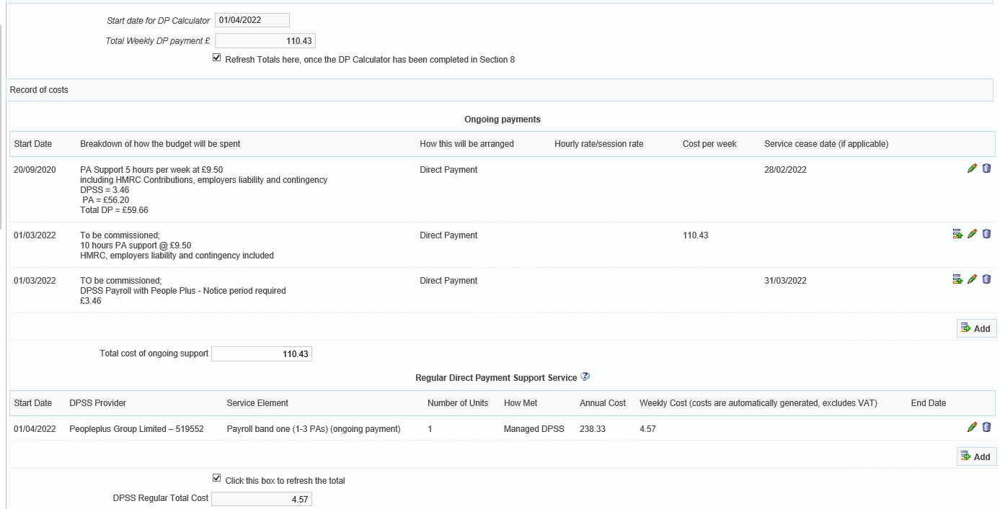 Start date for DP Calculator 01/04/2022
Total Weekly DP payment £ 110.43
Refresh Totals here, once the DP Calculator has been completed in Section 8
Record of costs
Ongoing payments
Start Date Breakdown of how the budget will be spent How this will be arranged Hourly rate/session rate Cost per week Service cease date (if applicable)
20/09/2020 PA Support 5 hours per week at £9.50 Direct Payment 28/02/2022
including HMRC Contributions, employers liability and contingency
DPSS = 3.46
PA = £56.20
Total DP = £59.66
01/03/2022 To be commissioned; Direct Payment 110.43
10 hours PA support @ £9.50
HMRC, employers liability and contingency included
01/03/2022 TO be commissioned; Direct Payment 31/03/2022
DPSS Payroll with People Plus - Notice period required
£3.46
Add
Total cost of ongoing support 110.43
Regular Direct Payment Support Service ?
Start Date DPSS Provider Service Element Number of Units How Met Annual Cost Weekly Cost (costs are automatically generated, excludes VAT) End Date
01/04/2022 Peopleplus Group Limited – 519552 Payroll band one (1-3 PAs) (ongoing payment) 1 Managed DPSS 238.33 4.57
Add
Click this box to refresh the total
DPSS Regular Total Cost 4.57